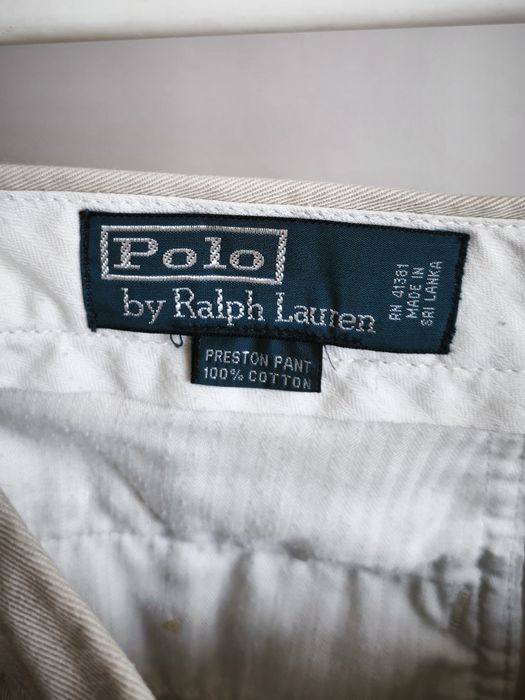 Polo
by Ralph Lauren
RN 41381
MADE IN
SRI LANKA
PRESTON PANT
100% COTTON